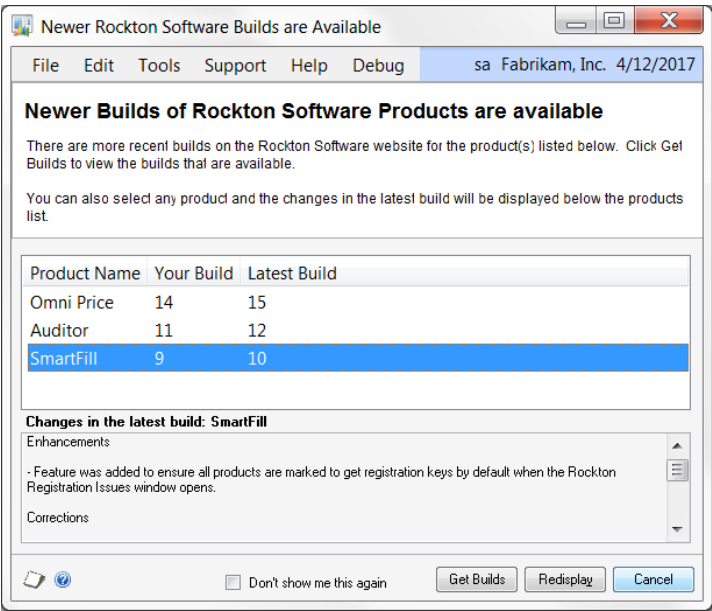 Newer Rockton Software Builds are Available
File Edit Tools Support Help Debug sa Fabrikam, Inc. 4/12/2017
Newer Builds of Rockton Software Products are available
There are more recent builds on the Rockton Software website for the product(s) listed below. Click Get
Builds to view the builds that are available.
You can also select any product and the changes in the latest build will be displayed below the products
list.
Product Name Your Build Latest Build
Omni Price 14 15
Auditor 11 12
SmartFill 9 10
Changes in the latest build: SmartFill
Enhancements
- Feature was added to ensure all products are marked to get registration keys by default when the Rockton
Registration Issues window opens.
Corrections
Don't show me this again Get Builds Redisplay Cancel